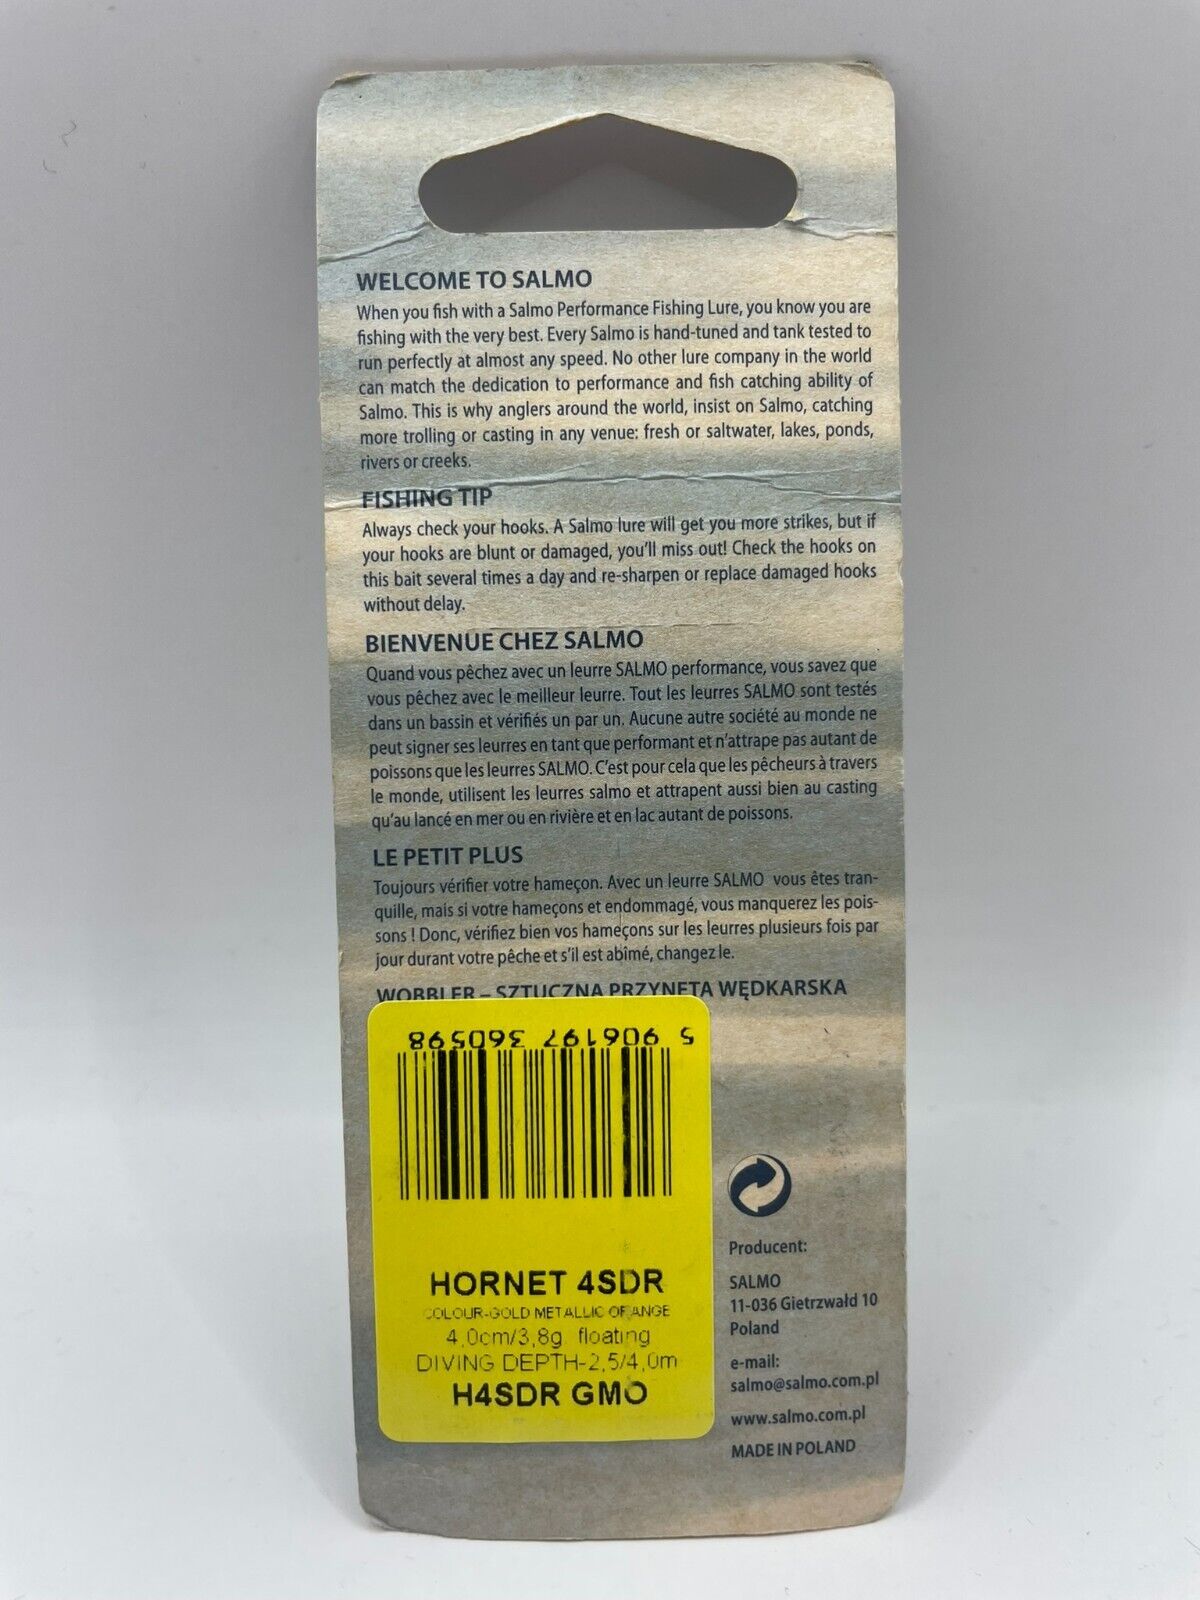 WELCOME TO SALMO
When you fish with a Salmo Performance Fishing Lure, you know you are
fishing with the very best. Every Salmo is hand-tuned and tank tested to
run perfectly at almost any speed. No other lure company in the world
can match the dedication to performance and fish catching ability of
Salmo. This is why anglers around the world, insist on Salmo, catching
more trolling or casting in any venue: fresh or saltwater, lakes, ponds,
rivers or creeks.
FISHING TIP
Always check your hooks. A Salmo lure will get you more strikes, but if
your hooks are blunt or damaged, you'll miss out! Check the hooks on
this bait several times a day and re-sharpen or replace damaged hooks
without delay.
BIENVENUE CHEZ SALMO
Quand vous pêchez avec un leurre SALMO performance, vous savez que
vous pêchez avec le meilleur leurre. Tout les leurres SALMO sont testés
dans un bassin et vérifiés un par un. Aucune autre société au monde ne
peut signer ses leurres en tant que performant et n'attrape pas autant de
poissons que les leurres SALMO. C'est pour cela que les pêcheurs à travers
le monde, utilisent les leurres salmo et attrapent aussi bien au casting
qu'au lancé en mer ou en rivière et en lac autant de poissons.
LE PETIT PLUS
Toujours vérifier votre hameçon. Avec un leurre SALMO vous êtes tran-
quille, mais si votre hameçons et endommagé, vous manquerez les pois-
sons ! Donc, vérifiez bien vos hameçons sur les leurres plusieurs fois par
jour durant votre pêche et s'il est abîmé, changez le.
WOBBLER – SZTUCZNA PRZYNĘTA WĘDKARSKA
5 906197 360598
HORNET 4SDR
COLOUR-GOLD METALLIC ORANGE
4,0cm/3,8g floating
DIVING DEPTH-2,5/4,0m
H4SDR GMO
Producent:
SALMO
11-036 Gietrzwałd 10
Poland
e-mail:
salmo@salmo.com.pl
www.salmo.com.pl
MADE IN POLAND